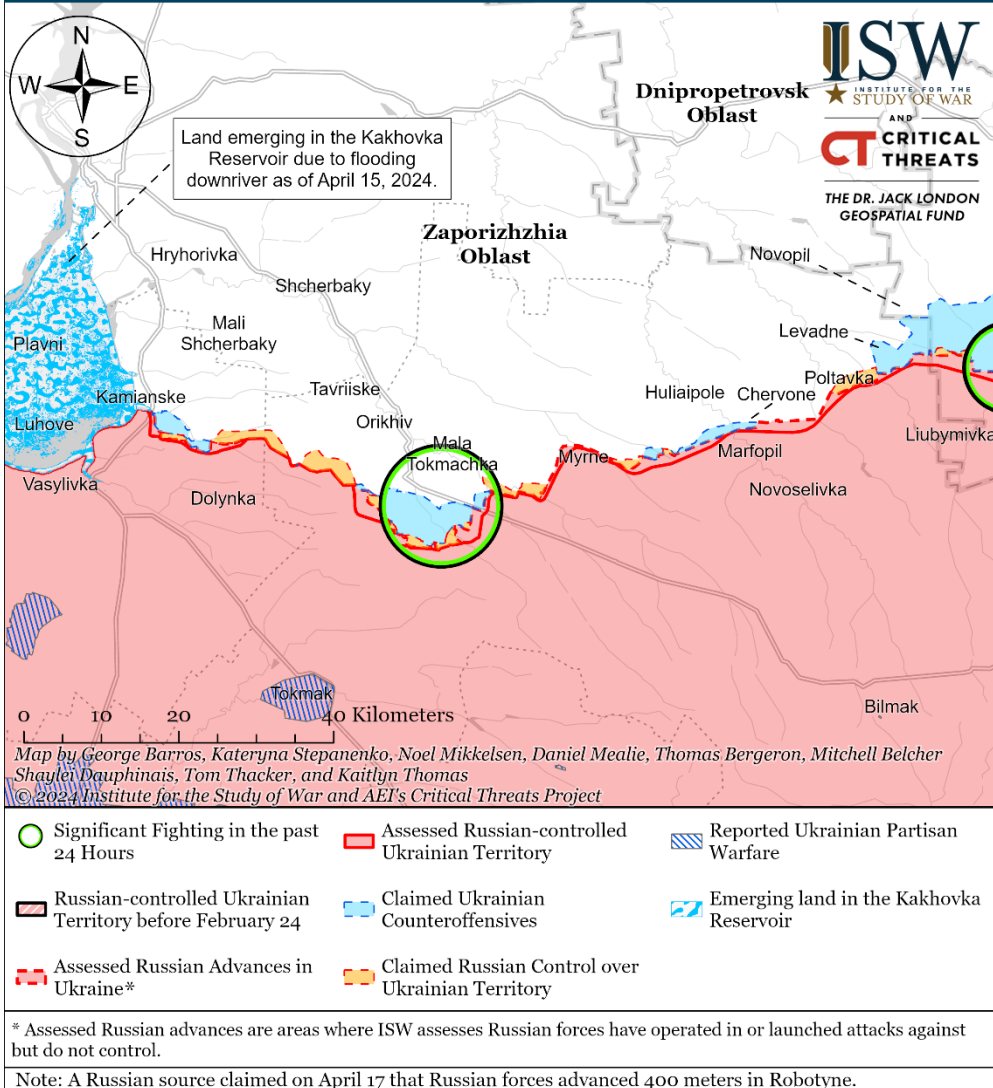 N
W
E
S
ISW
INSTITUTE FOR THE
STUDY OF WAR
AND
CT CRITICAL
THREATS
THE DR. JACK LONDON
GEOSPATIAL FUND
Dnipropetrovsk
Oblast
Land emerging in the Kakhovka
Reservoir due to flooding
downriver as of April 15, 2024.
Zaporizhzhia
Oblast
Hryhorivka
Novopil
Shcherbaky
Mali
Shcherbaky
Levadne
Plavni
Poltavka
Tavriiske
Huliaipole
Chervone
Kamianske
Orikhiv
Luhove
Liubymivka
Mala
Tokmachka
Myrne
Marfopil
Vasylivka
Dolynka
Novoselivka
Tokmak
Bilmak
0 10 20 40 Kilometers
Map by George Barros, Kateryna Stepanenko, Noel Mikkelsen, Daniel Mealie, Thomas Bergeron, Mitchell Belcher
Shaylei Dauphinais, Tom Thacker, and Kaitlyn Thomas
© 2024 Institute for the Study of War and AEI's Critical Threats Project
Significant Fighting in the past
24 Hours
Russian-controlled Ukrainian
Territory before February 24
Assessed Russian Advances in
Ukraine*
Assessed Russian-controlled
Ukrainian Territory
Claimed Ukrainian
Counteroffensives
Claimed Russian Control over
Ukrainian Territory
Reported Ukrainian Partisan
Warfare
Emerging land in the Kakhovka
Reservoir
* Assessed Russian advances are areas where ISW assesses Russian forces have operated in or launched attacks against
but do not control.
Note: A Russian source claimed on April 17 that Russian forces advanced 400 meters in Robotyne.